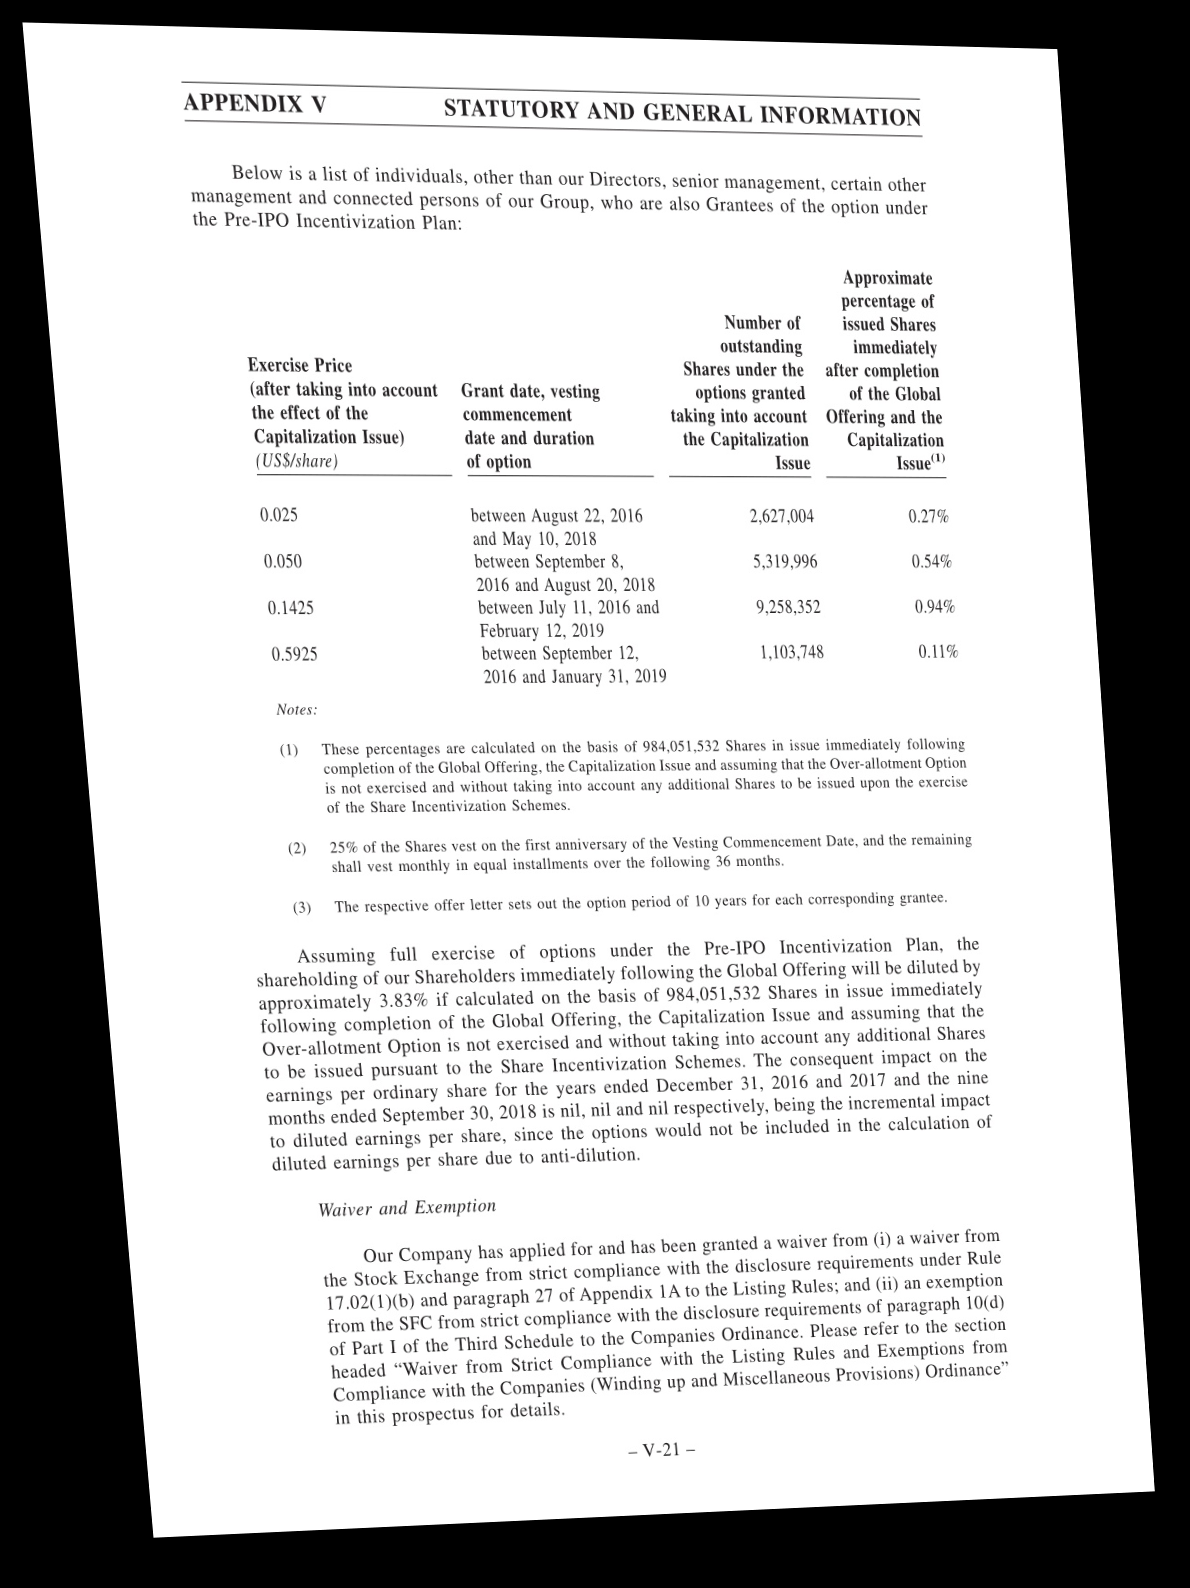 APPENDIX V STATUTORY AND GENERAL INFORMATION
Below is a list of individuals, other than our Directors, senior management, certain other
management and connected persons of our Group, who are also Grantees of the option under
the Pre-IPO Incentivization Plan:
Exercise Price
(after taking into account
the effect of the
Capitalization Issue)
(US$/share)
Grant date, vesting
commencement
date and duration
of option
Number of
outstanding
Shares under the
options granted
taking into account
the Capitalization
Issue
Approximate
percentage of
issued Shares
immediately
after completion
of the Global
Offering and the
Capitalization
Issue(1)
0.025 between August 22, 2016 2,627,004 0.27%
and May 10, 2018
0.050 between September 8, 5,319,996 0.54%
2016 and August 20, 2018
0.1425 between July 11, 2016 and 9,258,352 0.94%
February 12, 2019
0.5925 between September 12, 1,103,748 0.11%
2016 and January 31, 2019
Notes:
(1) These percentages are calculated on the basis of 984,051,532 Shares in issue immediately following
completion of the Global Offering, the Capitalization Issue and assuming that the Over-allotment Option
is not exercised and without taking into account any additional Shares to be issued upon the exercise
of the Share Incentivization Schemes.
(2) 25% of the Shares vest on the first anniversary of the Vesting Commencement Date, and the remaining
shall vest monthly in equal installments over the following 36 months.
(3) The respective offer letter sets out the option period of 10 years for each corresponding grantee.
Assuming full exercise of options under the Pre-IPO Incentivization Plan, the
shareholding of our Shareholders immediately following the Global Offering will be diluted by
approximately 3.83% if calculated on the basis of 984,051,532 Shares in issue immediately
following completion of the Global Offering, the Capitalization Issue and assuming that the
Over-allotment Option is not exercised and without taking into account any additional Shares
to be issued pursuant to the Share Incentivization Schemes. The consequent impact on the
earnings per ordinary share for the years ended December 31, 2016 and 2017 and the nine
months ended September 30, 2018 is nil, nil and nil respectively, being the incremental impact
to diluted earnings per share, since the options would not be included in the calculation of
diluted earnings per share due to anti-dilution.
Waiver and Exemption
Our Company has applied for and has been granted a waiver from (i) a waiver from
the Stock Exchange from strict compliance with the disclosure requirements under Rule
17.02(1)(b) and paragraph 27 of Appendix 1A to the Listing Rules; and (ii) an exemption
from the SFC from strict compliance with the disclosure requirements of paragraph 10(d)
of Part I of the Third Schedule to the Companies Ordinance. Please refer to the section
headed “Waiver from Strict Compliance with the Listing Rules and Exemptions from
Compliance with the Companies (Winding up and Miscellaneous Provisions) Ordinance”
in this prospectus for details.
– V-21 –